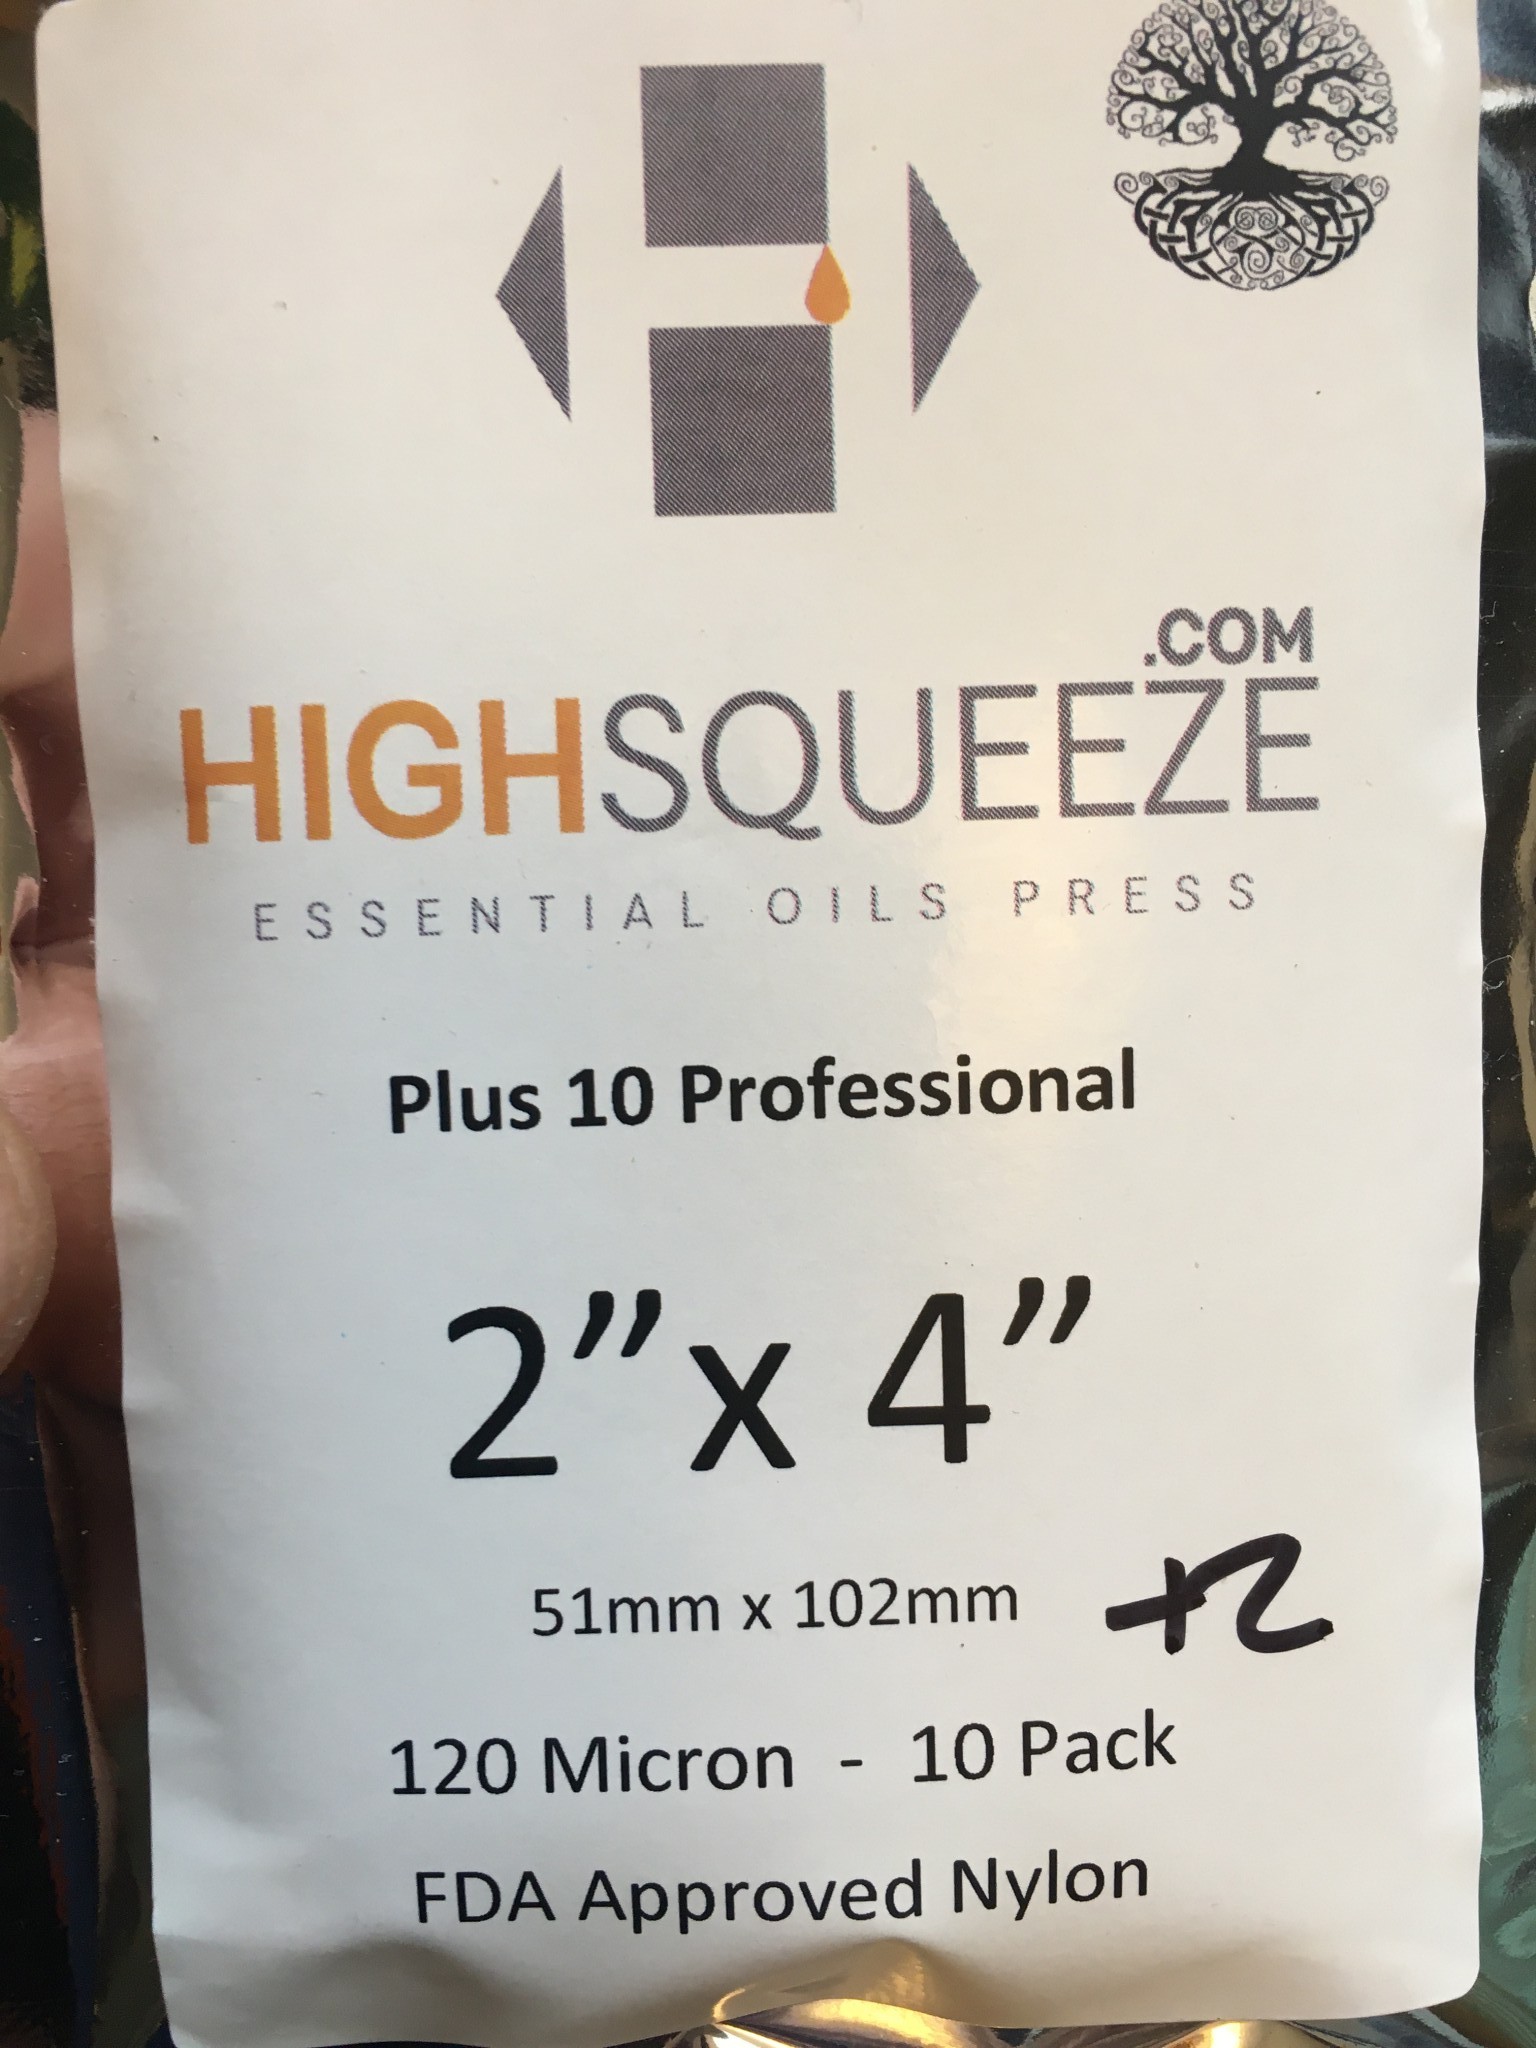 .COM
HIGHSQUEEZE
ESSENTIAL OILS PRESS
Plus 10 Professional
2” x 4”
51mm x 102mm +2
120 Micron - 10 Pack
FDA Approved Nylon